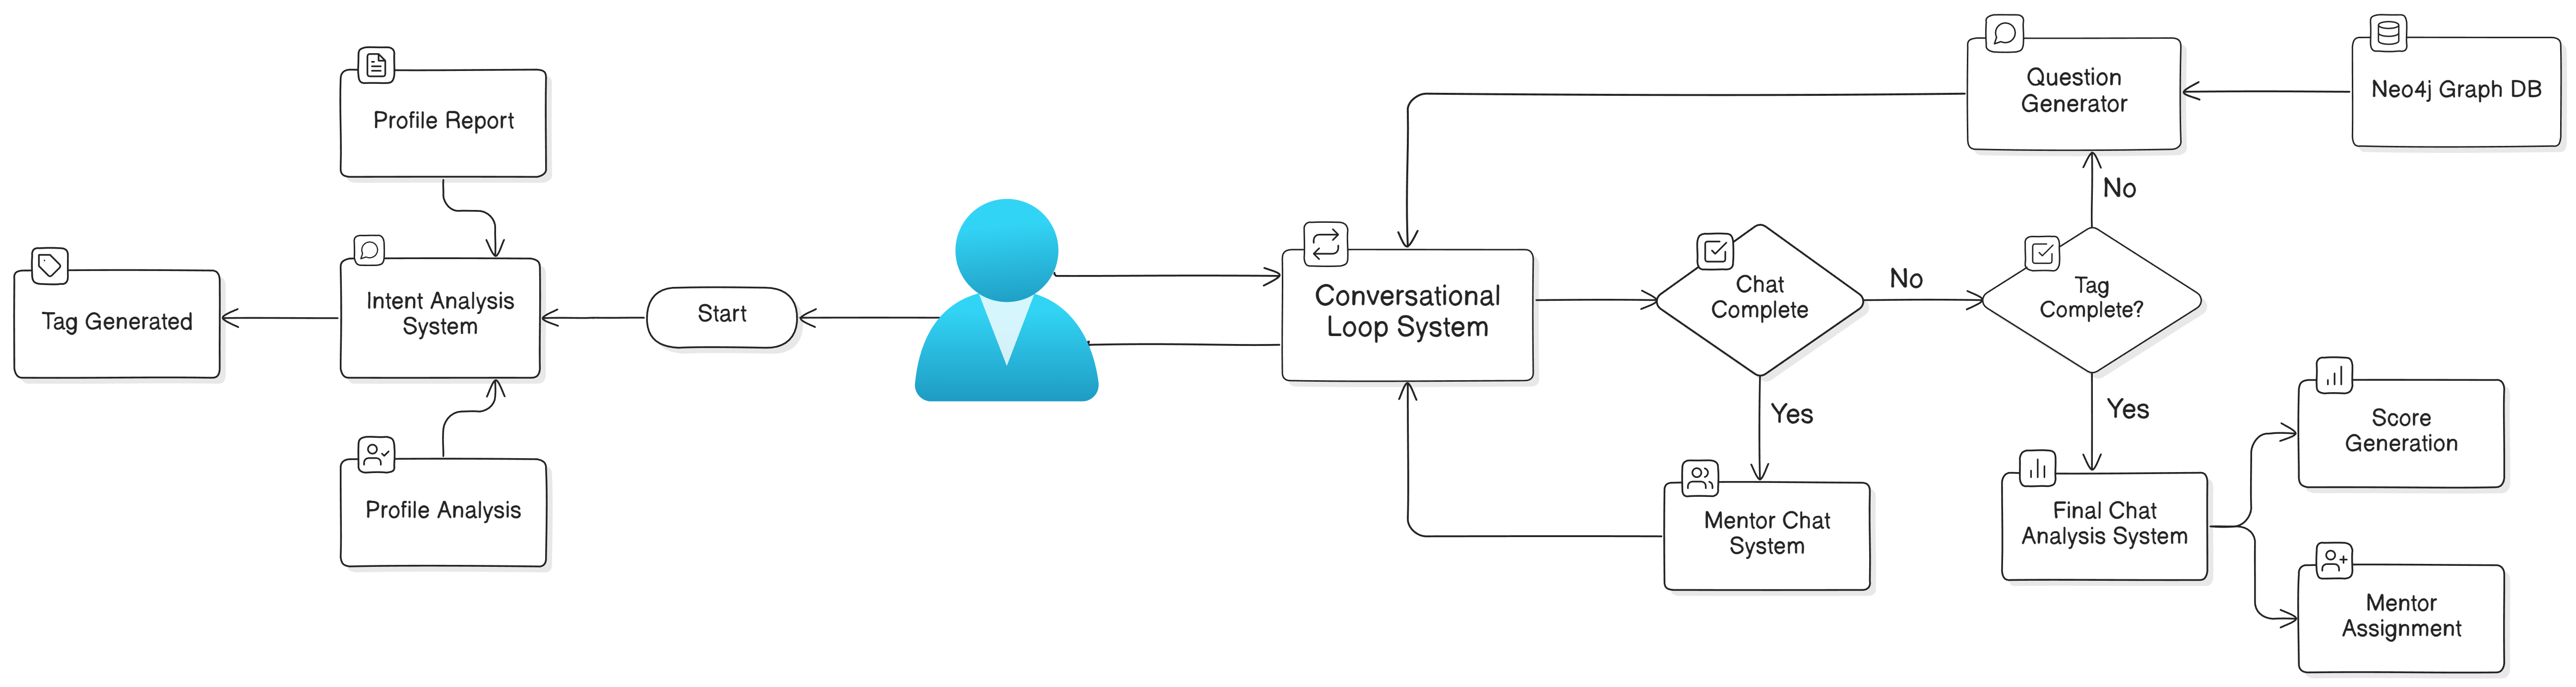 Profile Report
Tag Generated
Intent Analysis
System
Profile Analysis
Start
Conversational
Loop System
Chat
Complete
No
Yes
Mentor Chat
System
Tag
Complete?
No
Yes
Question
Generator
Neo4j Graph DB
Final Chat
Analysis System
Score
Generation
Mentor
Assignment